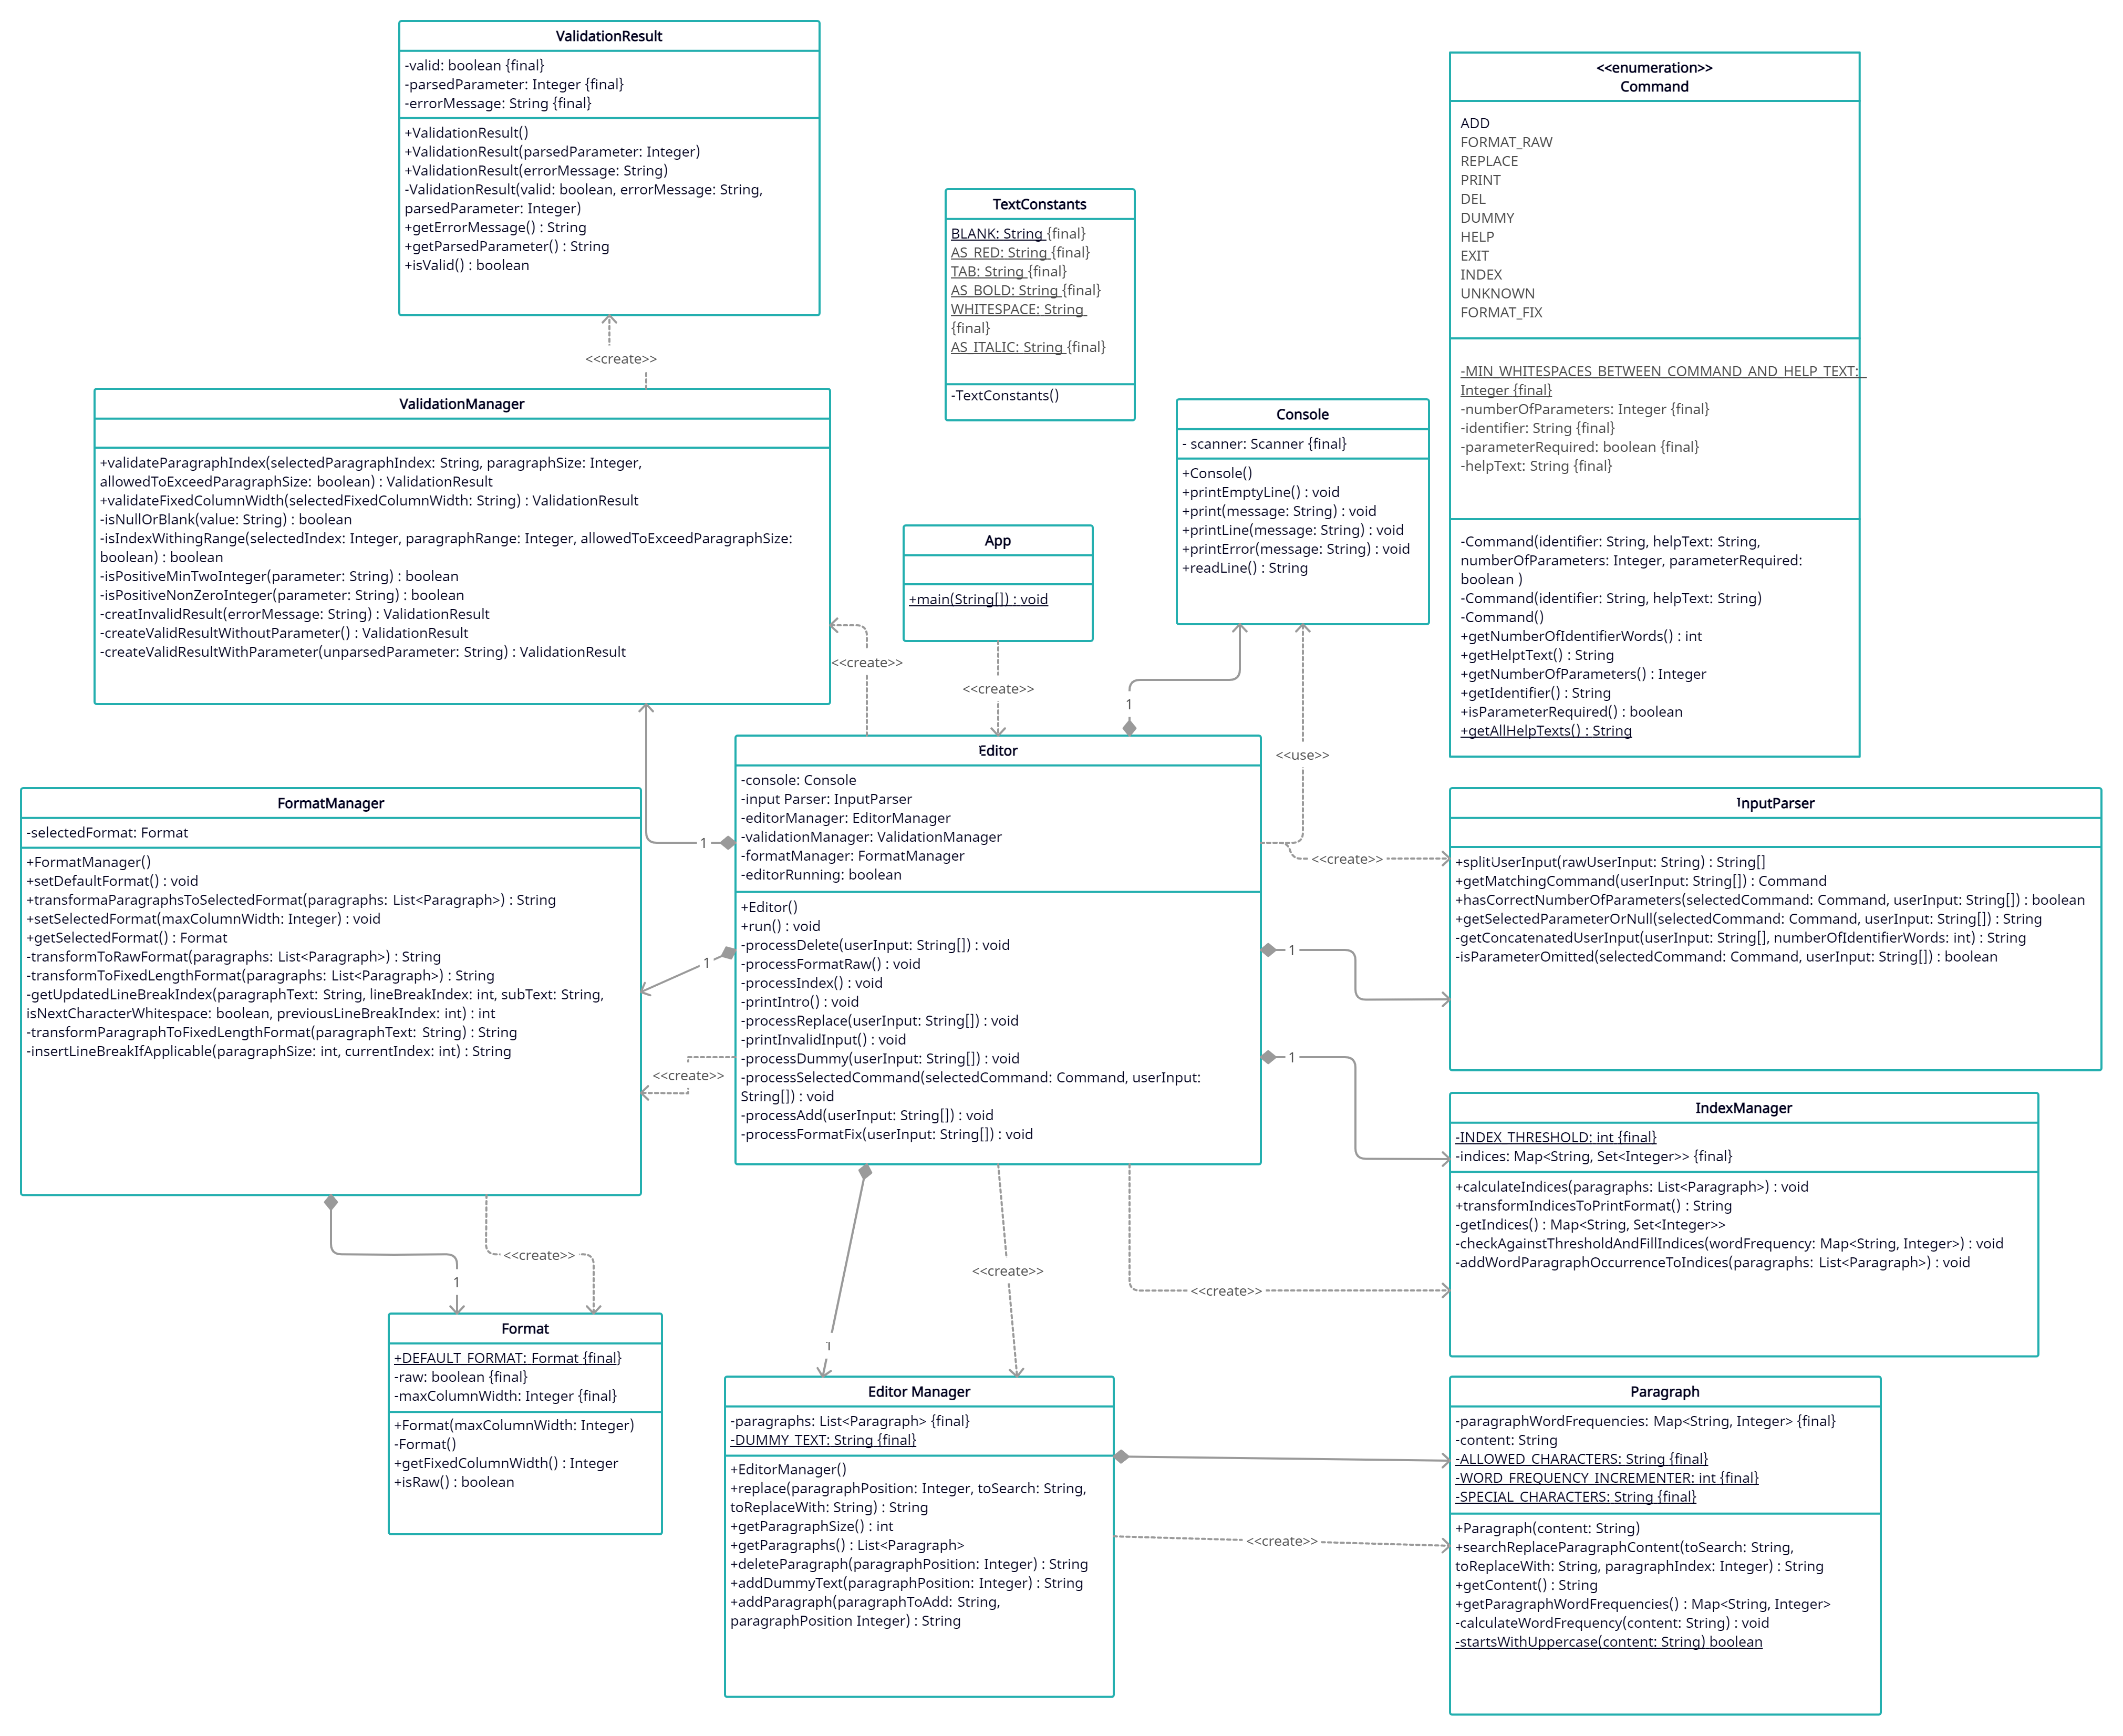 ValidationResult
-valid: boolean {final}
-parsedParameter: Integer {final}
-errorMessage: String {final}
+ValidationResult()
+ValidationResult(parsedParameter: Integer)
+ValidationResult(errorMessage: String)
-ValidationResult(valid: boolean, errorMessage: String,
parsedParameter: Integer)
+getErrorMessage() : String
+getParsedParameter() : String
+isValid() : boolean
<<create>>
<<enumeration>>
Command
ADD
FORMAT_RAW
REPLACE
PRINT
DEL
DUMMY
HELP
EXIT
INDEX
UNKNOWN
FORMAT_FIX
-MIN_WHITESPACES_BETWEEN_COMMAND_AND_HELP_TEXT:
Integer {final}
-numberOfParameters: Integer {final}
-identifier: String {final}
-parameterRequired: boolean {final}
-helpText: String {final}
-Command(identifier: String, helpText: String,
numberOfParameters: Integer, parameterRequired:
boolean )
-Command(identifier: String, helpText: String)
-Command()
+getNumberOfIdentifierWords() : int
+getHelptText() : String
+getNumberOfParameters() : Integer
+getIdentifier() : String
+isParameterRequired() : boolean
+getAllHelpTexts() : String
TextConstants
BLANK: String {final}
AS_RED: String {final}
TAB: String {final}
AS_BOLD: String {final}
WHITESPACE: String
{final}
AS_ITALIC: String {final}
-TextConstants()
ValidationManager
+validateParagraphIndex(selectedParagraphIndex: String, paragraphSize: Integer,
allowedToExceedParagraphSize: boolean) : ValidationResult
+validateFixedColumnWidth(selectedFixedColumnWidth: String) : ValidationResult
-isNullOrBlank(value: String) : boolean
-isIndexWithingRange(selectedIndex: Integer, paragraphRange: Integer, allowedToExceedParagraphSize:
boolean) : boolean
-isPositiveMinTwoInteger(parameter: String) : boolean
-isPositiveNonZeroInteger(parameter: String) : boolean
-creatInvalidResult(errorMessage: String) : ValidationResult
-createValidResultWithoutParameter() : ValidationResult
-createValidResultWithParameter(unparsedParameter: String) : ValidationResult
Console
- scanner: Scanner {final}
+Console()
+printEmptyLine() : void
+print(message: String) : void
+printLine(message: String) : void
+printError(message: String) : void
+readLine() : String
App
+main(String[]) : void
<<create>>
<<create>>
1
<<use>>
Editor
-console: Console
-input Parser: InputParser
-editorManager: EditorManager
-validationManager: ValidationManager
-formatManager: FormatManager
-editorRunning: boolean
+Editor()
+run() : void
-processDelete(userInput: String[]) : void
-processFormatRaw() : void
-processIndex() : void
-printIntro() : void
-processReplace(userInput: String[]) : void
-printInvalidInput() : void
-processDummy(userInput: String[]) : void
-processSelectedCommand(selectedCommand: Command, userInput:
String[]) : void
-processAdd(userInput: String[]) : void
-processFormatFix(userInput: String[]) : void
1
1
<<create>>
<<create>>
1
1
FormatManager
-selectedFormat: Format
+FormatManager()
+setDefaultFormat() : void
+transformaParagraphsToSelectedFormat(paragraphs: List<Paragraph>) : String
+setSelectedFormat(maxColumnWidth: Integer) : void
+getSelectedFormat() : Format
-transformToRawFormat(paragraphs: List<Paragraph>) : String
-transformToFixedLengthFormat(paragraphs: List<Paragraph>) : String
-getUpdatedLineBreakIndex(paragraphText: String, lineBreakIndex: int, subText: String,
isNextCharacterWhitespace: boolean, previousLineBreakIndex: int) : int
-transformParagraphToFixedLengthFormat(paragraphText: String) : String
-insertLineBreakIfApplicable(paragraphSize: int, currentIndex: int) : String
InputParser
+splitUserInput(rawUserInput: String) : String[]
+getMatchingCommand(userInput: String[]) : Command
+hasCorrectNumberOfParameters(selectedCommand: Command, userInput: String[]) : boolean
+getSelectedParameterOrNull(selectedCommand: Command, userInput: String[]) : String
-getConcatenatedUserInput(userInput: String[], numberOfIdentifierWords: int) : String
-isParameterOmitted(selectedCommand: Command, userInput: String[]) : boolean
IndexManager
-INDEX_THRESHOLD: int {final}
-indices: Map<String, Set<Integer>> {final}
+calculateIndices(paragraphs: List<Paragraph>) : void
+transformIndicesToPrintFormat() : String
-getIndices() : Map<String, Set<Integer>>
-checkAgainstThresholdAndFillIndices(wordFrequency: Map<String, Integer>) : void
-addWordParagraphOccurrenceToIndices(paragraphs: List<Paragraph>) : void
<<create>>
1
<<create>>
1
<<create>>
Format
+DEFAULT_FORMAT: Format {final}
-raw: boolean {final}
-maxColumnWidth: Integer {final}
+Format(maxColumnWidth: Integer)
-Format()
+getFixedColumnWidth() : Integer
+isRaw() : boolean
Editor Manager
-paragraphs: List<Paragraph> {final}
-DUMMY_TEXT: String {final}
+EditorManager()
+replace(paragraphPosition: Integer, toSearch: String,
toReplaceWith: String) : String
+getParagraphSize() : int
+getParagraphs() : List<Paragraph>
+deleteParagraph(paragraphPosition: Integer) : String
+addDummyText(paragraphPosition: Integer) : String
+addParagraph(paragraphToAdd: String,
paragraphPosition Integer) : String
<<create>>
Paragraph
-paragraphWordFrequencies: Map<String, Integer> {final}
-content: String
-ALLOWED_CHARACTERS: String {final}
-WORD_FREQUENCY_INCREMENTER: int {final}
-SPECIAL_CHARACTERS: String {final}
+Paragraph(content: String)
+searchReplaceParagraphContent(toSearch: String,
toReplaceWith: String, paragraphIndex: Integer) : String
+getContent() : String
+getParagraphWordFrequencies() : Map<String, Integer>
-calculateWordFrequency(content: String) : void
-startsWithUppercase(content: String) boolean